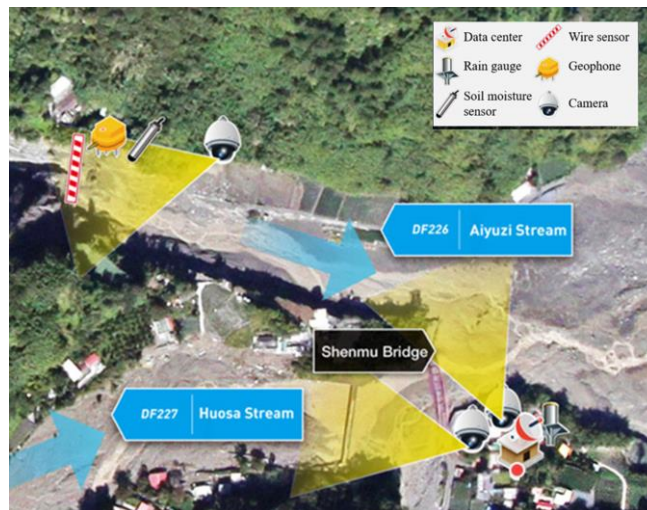 Data center
Wire sensor
Rain gauge
Geophone
Soil moisture
sensor
Camera
DF226
Aiyuzi Stream
Shenmu Bridge
DF227
Huosa Stream